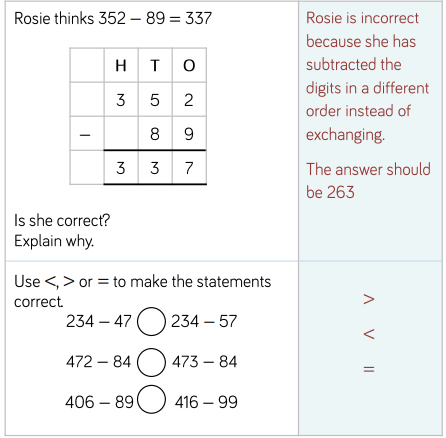 Rosie thinks 352 – 89 = 337
H T O
3 5 2
– 8 9
3 3 7
Is she correct?
Explain why.
Rosie is incorrect
because she has
subtracted the
digits in a different
order instead of
exchanging.
The answer should
be 263
Use <, > or = to make the statements
correct.
234 – 47 234 – 57
472 – 84 473 – 84
406 – 89 416 – 99
>
<
=